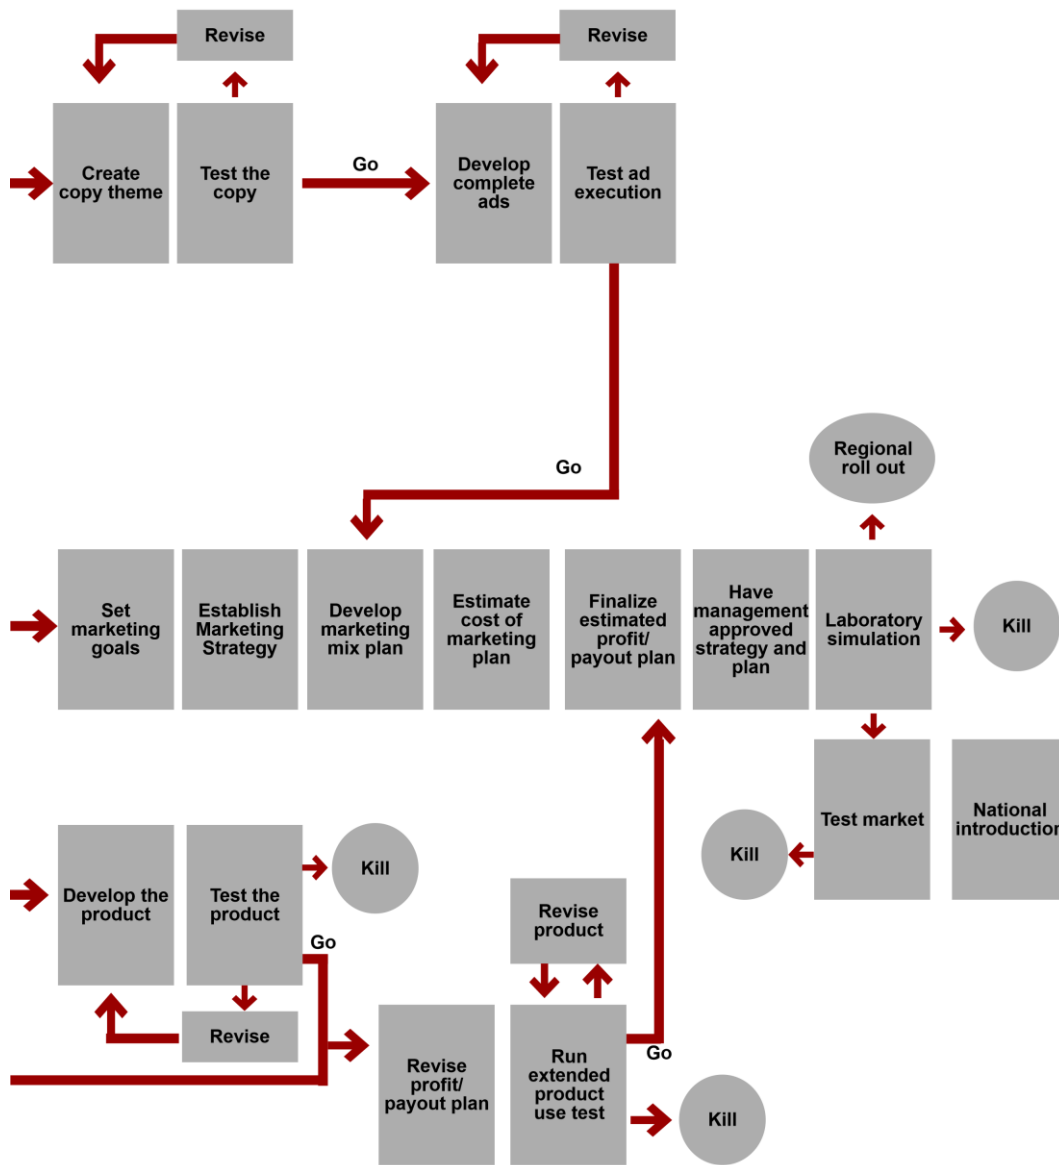 Revise
Revise
Create
copy theme
Test the
copy
Go
Develop
complete
ads
Test ad
execution
Regional
roll out
Go
Set
marketing
goals
Establish
Marketing
Strategy
Develop
marketing
mix plan
Estimate
cost of
marketing
plan
Finalize
estimated
profit/
payout plan
Have
management
approved
strategy and
plan
Laboratory
simulation
Kill
Test market
National
introduction
Kill
Develop the
product
Test the
product
Kill
Go
Revise
product
Revise
Revise
profit/
payout plan
Run
extended
product
use test
Go
Kill